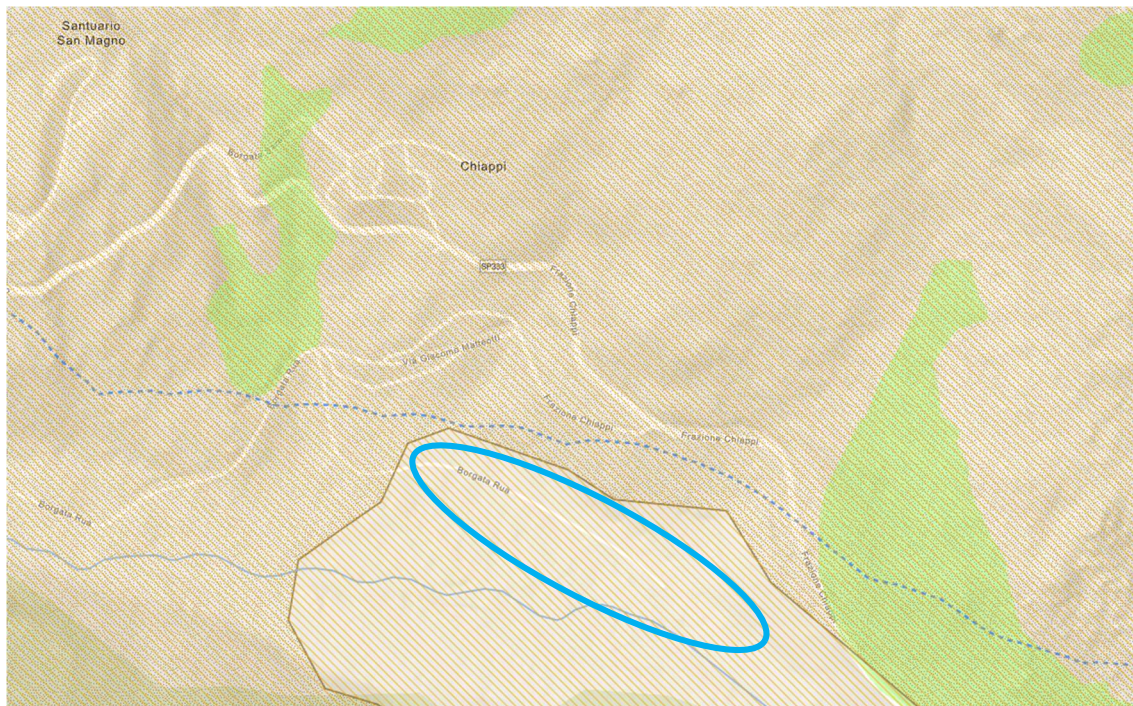 Santuario
San Magno
Chiappi
SP333
Frazione Chiappi
Via Giacomo Matteotti
Borgata Rua
Frazione Chiappi
Frazione Chiappi
Borgata Rua
Borgata Rua
Frazione Chiappi